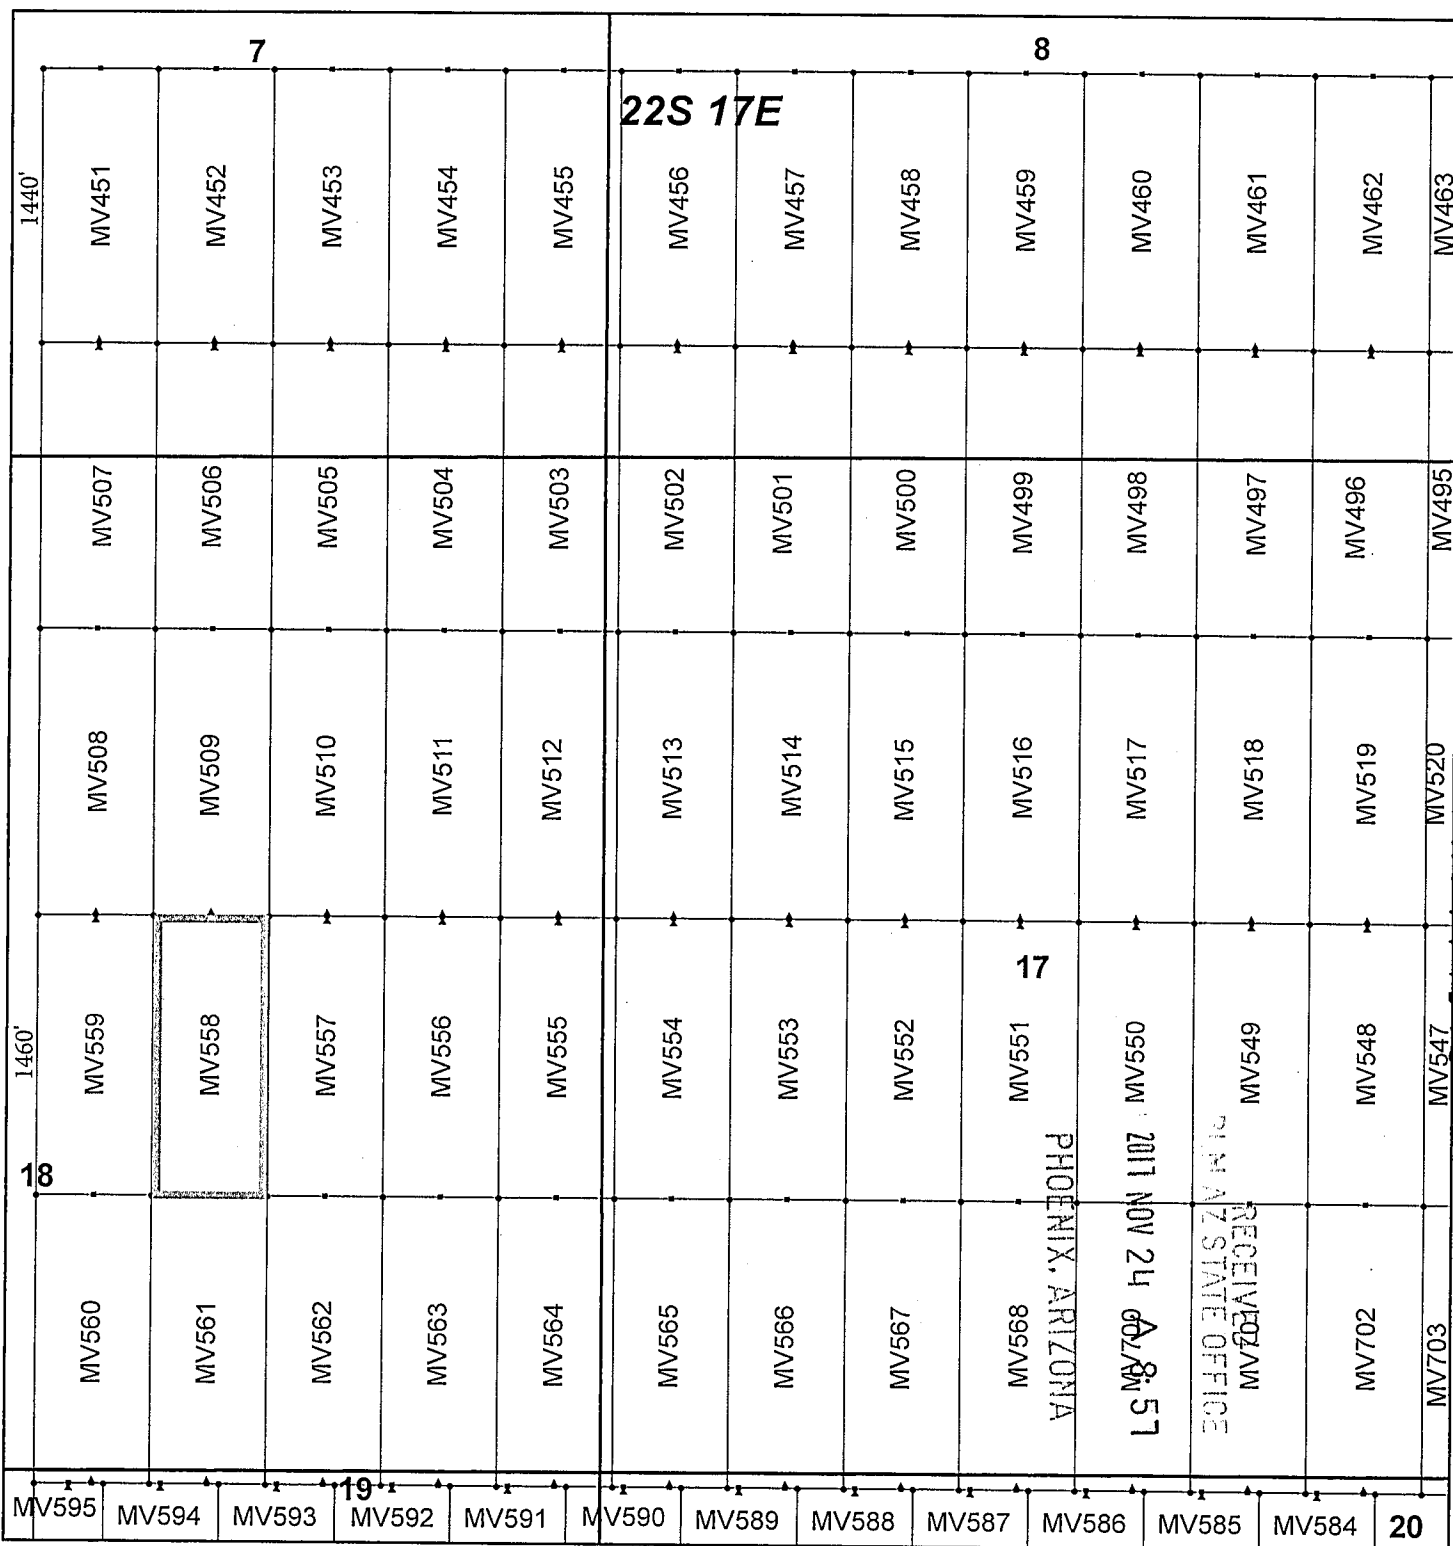 7 8
22S 17E
1440'
MV451 MV452 MV453 MV454 MV455 MV456 MV457 MV458 MV459 MV460 MV461 MV462 MV463
MV507 MV506 MV505 MV504 MV503 MV502 MV501 MV500 MV499 MV498 MV497 MV496 MV495
MV508 MV509 MV510 MV511 MV512 MV513 MV514 MV515 MV516 MV517 MV518 MV519 MV520
17
1460'
MV559 MV558 MV557 MV556 MV555 MV554 MV553 MV552 MV551 MV550 MV549 MV548 MV547
18
MV560 MV561 MV562 MV563 MV564 MV565 MV566 MV567 MV568 MV700 MV701 MV702 MV703
RECEIVED
AZ STATE OFFICE
2017 NOV 24 A 8:57
PHOENIX, ARIZONA
19
MV595 MV594 MV593 MV592 MV591 MV590 MV589 MV588 MV587 MV586 MV585 MV584 20